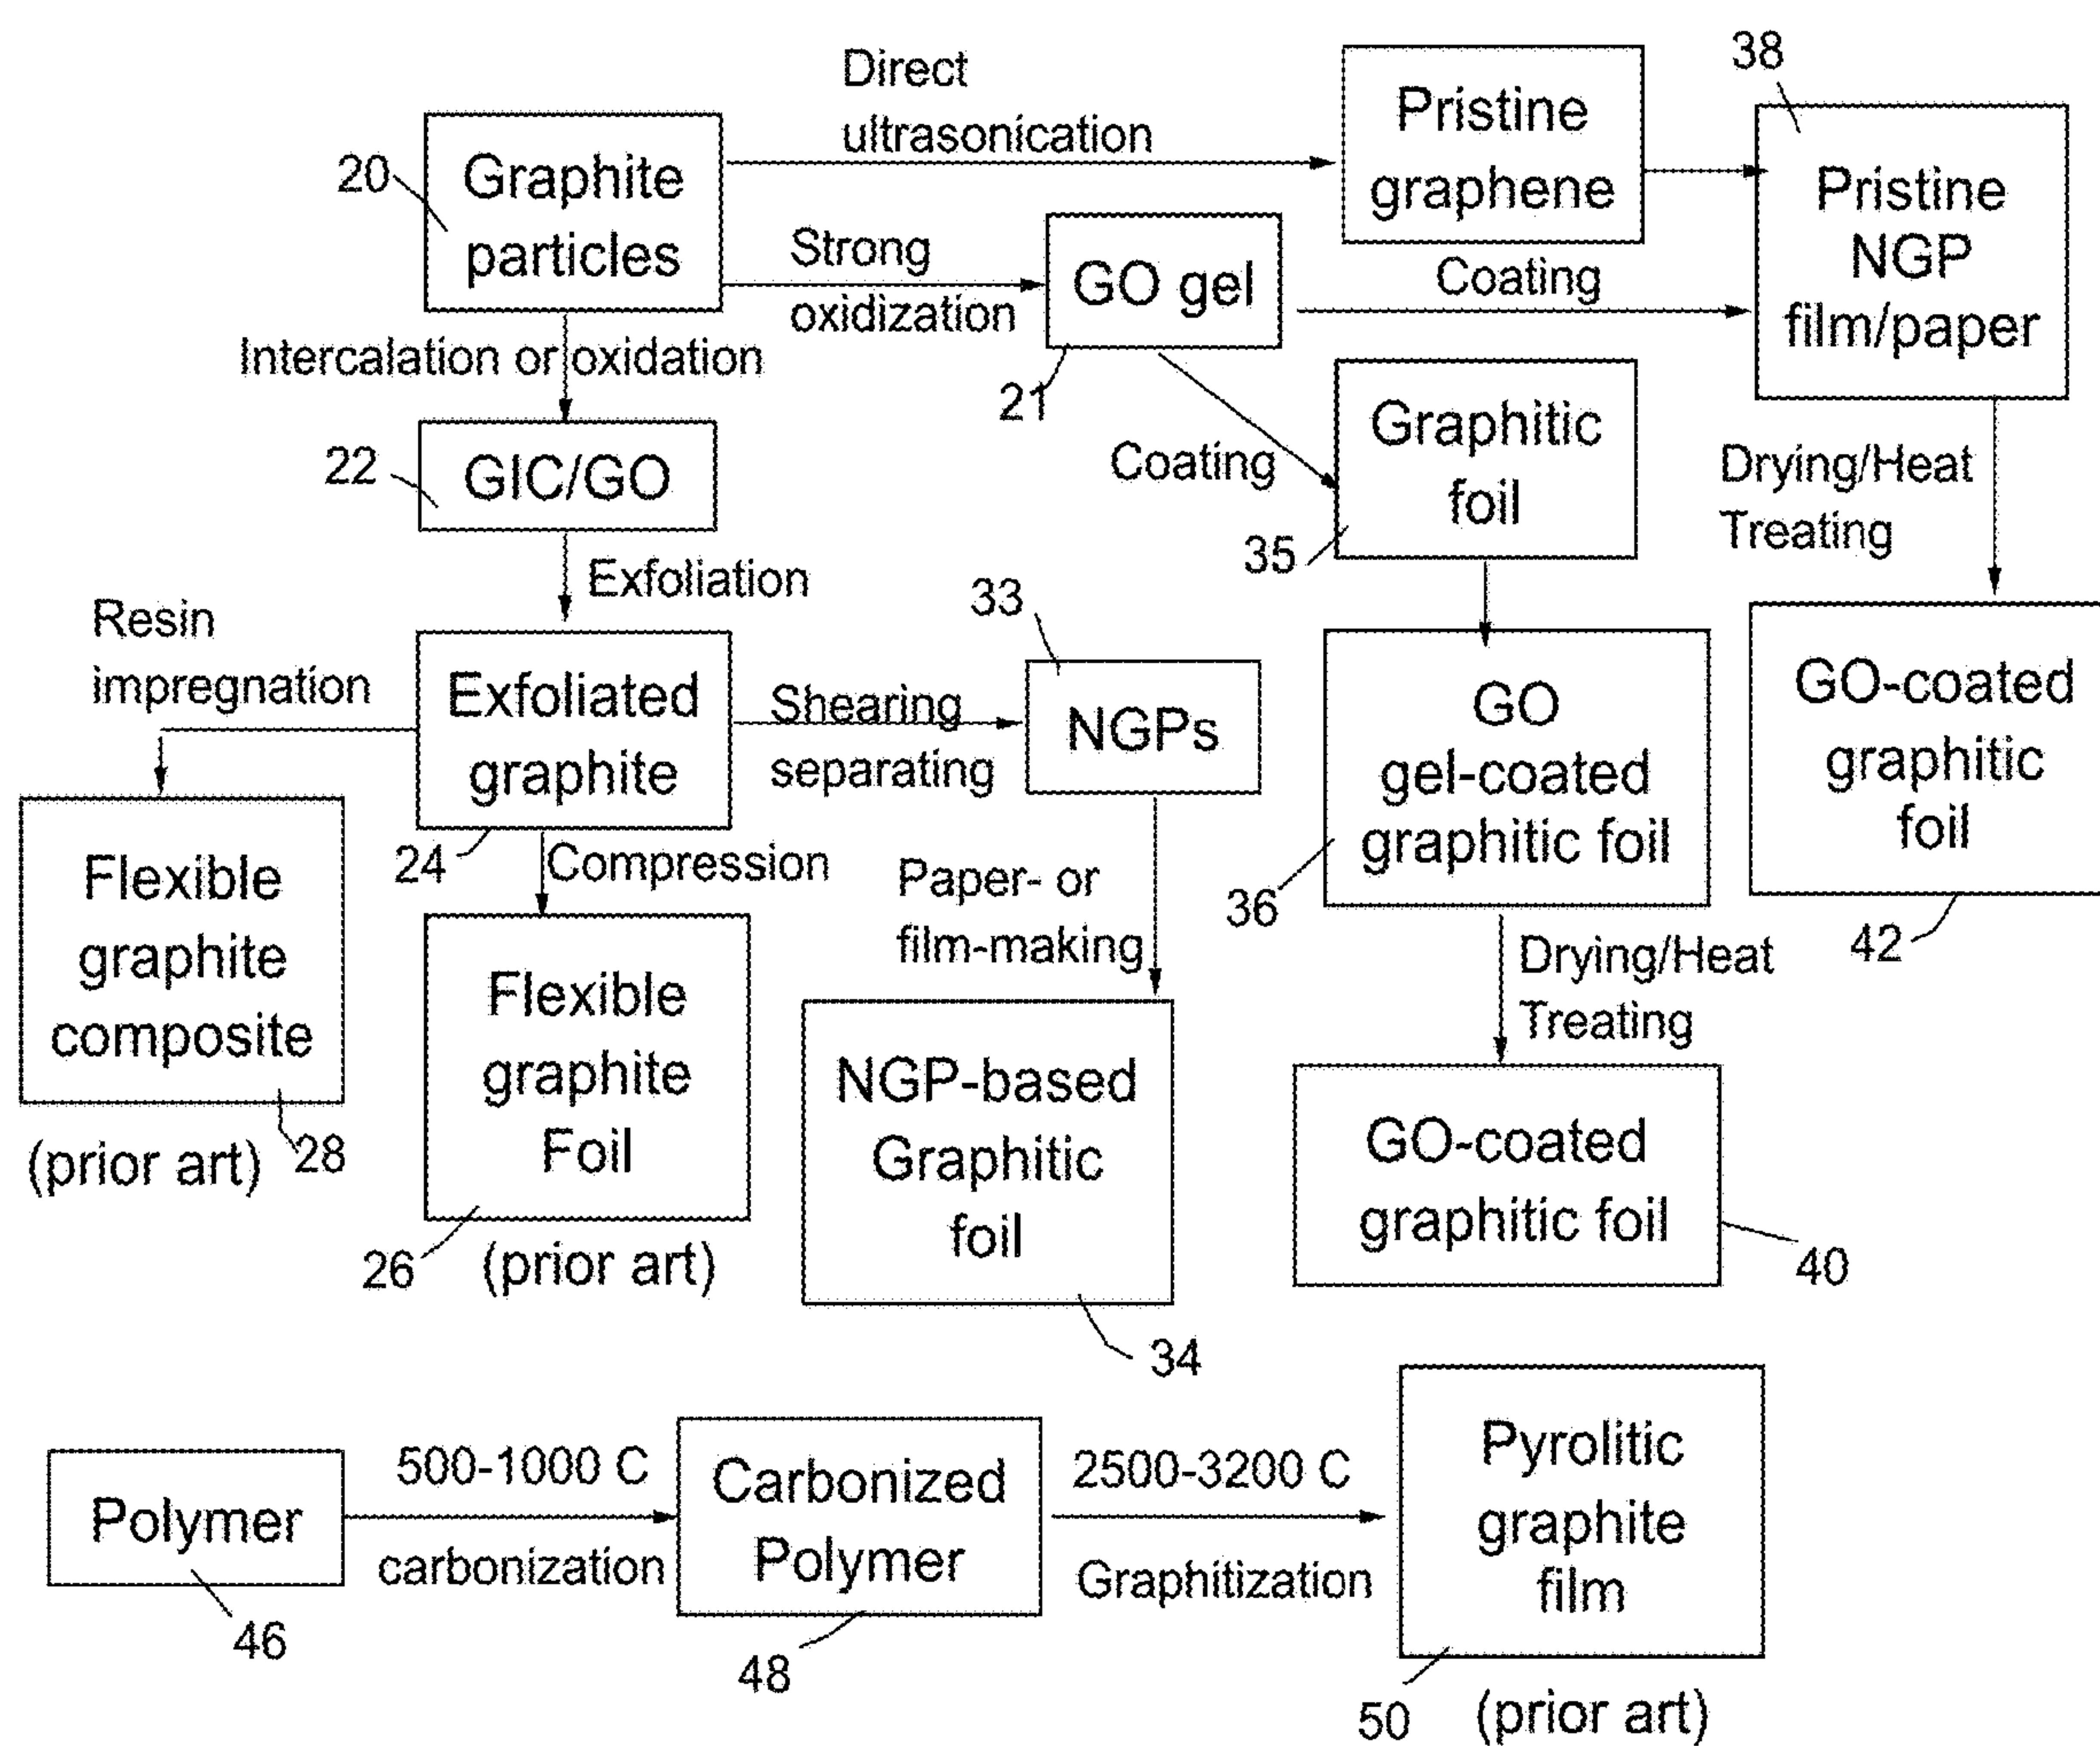 Direct
ultrasonication
Pristine
graphene
38
Pristine
NGP
film/paper
20
Graphite
particles
Strong
oxidization
GO gel
21
Coating
Intercalation or oxidation
22
GIC/GO
Coating
Graphitic
foil
35
Drying/Heat
Treating
Exfoliation
Resin
impregnation
Exfoliated
graphite
24
Shearing
separating
33
NGPs
GO
gel-coated
graphitic foil
36
GO-coated
graphitic
foil
42
Flexible
graphite
composite
28
(prior art)
Compression
Flexible
graphite
Foil
26
(prior art)
Paper- or
film-making
NGP-based
Graphitic
foil
34
Drying/Heat
Treating
GO-coated
graphitic foil
40
Polymer
46
500-1000 C
carbonization
Carbonized
Polymer
48
2500-3200 C
Graphitization
Pyrolitic
graphite
film
50
(prior art)